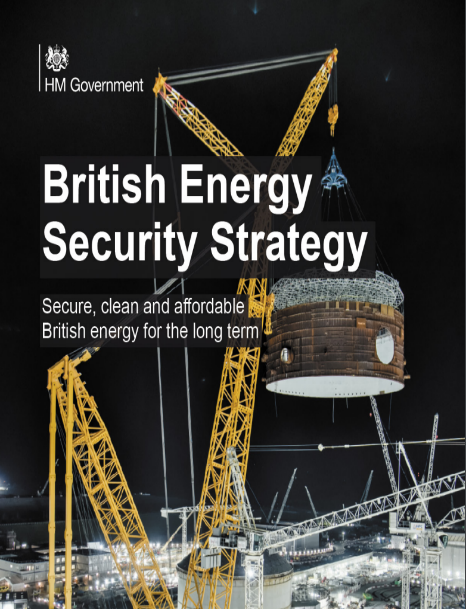 HM Government
British Energy
Security Strategy
Secure, clean and affordable
British energy for the long term